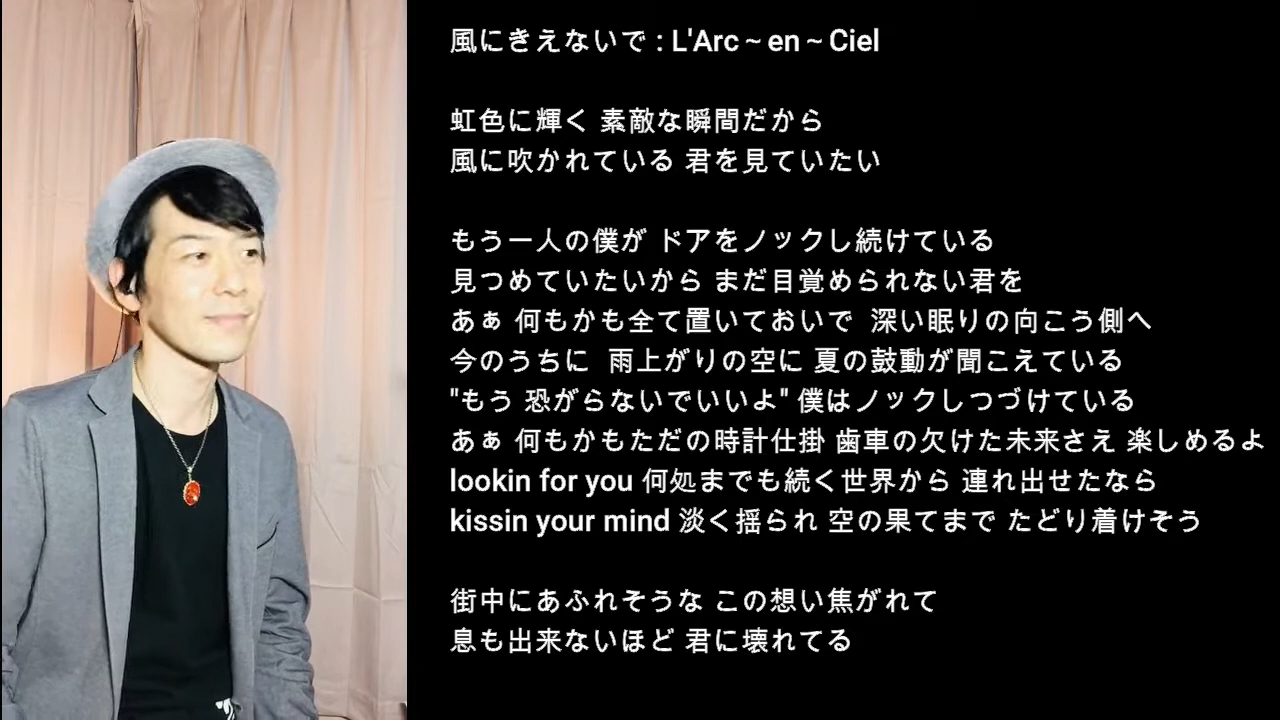 風にきえないで : L'Arc～en～Ciel
虹色に輝く 素敵な瞬間だから
風に吹かれている 君を見ていたい
もう一人の僕が ドアをノックし続けている
見つめていたいから まだ目覚められない君を
あぁ 何もかも全て置いておいで 深い眠りの向こう側へ
今のうちに 雨上がりの空に 夏の鼓動が聞こえている
"もう 恐がらないでいいよ" 僕はノックしつづけている
あぁ 何もかもただの時計仕掛 歯車の欠けた未来さえ 楽しめるよ
lookin for you 何処までも続く世界から 連れ出せたなら
kissin your mind 淡く揺られ 空の果てまで たどり着けそう
街中にあふれそうな この想い焦がれて
息も出来ないほど 君に壊れてる